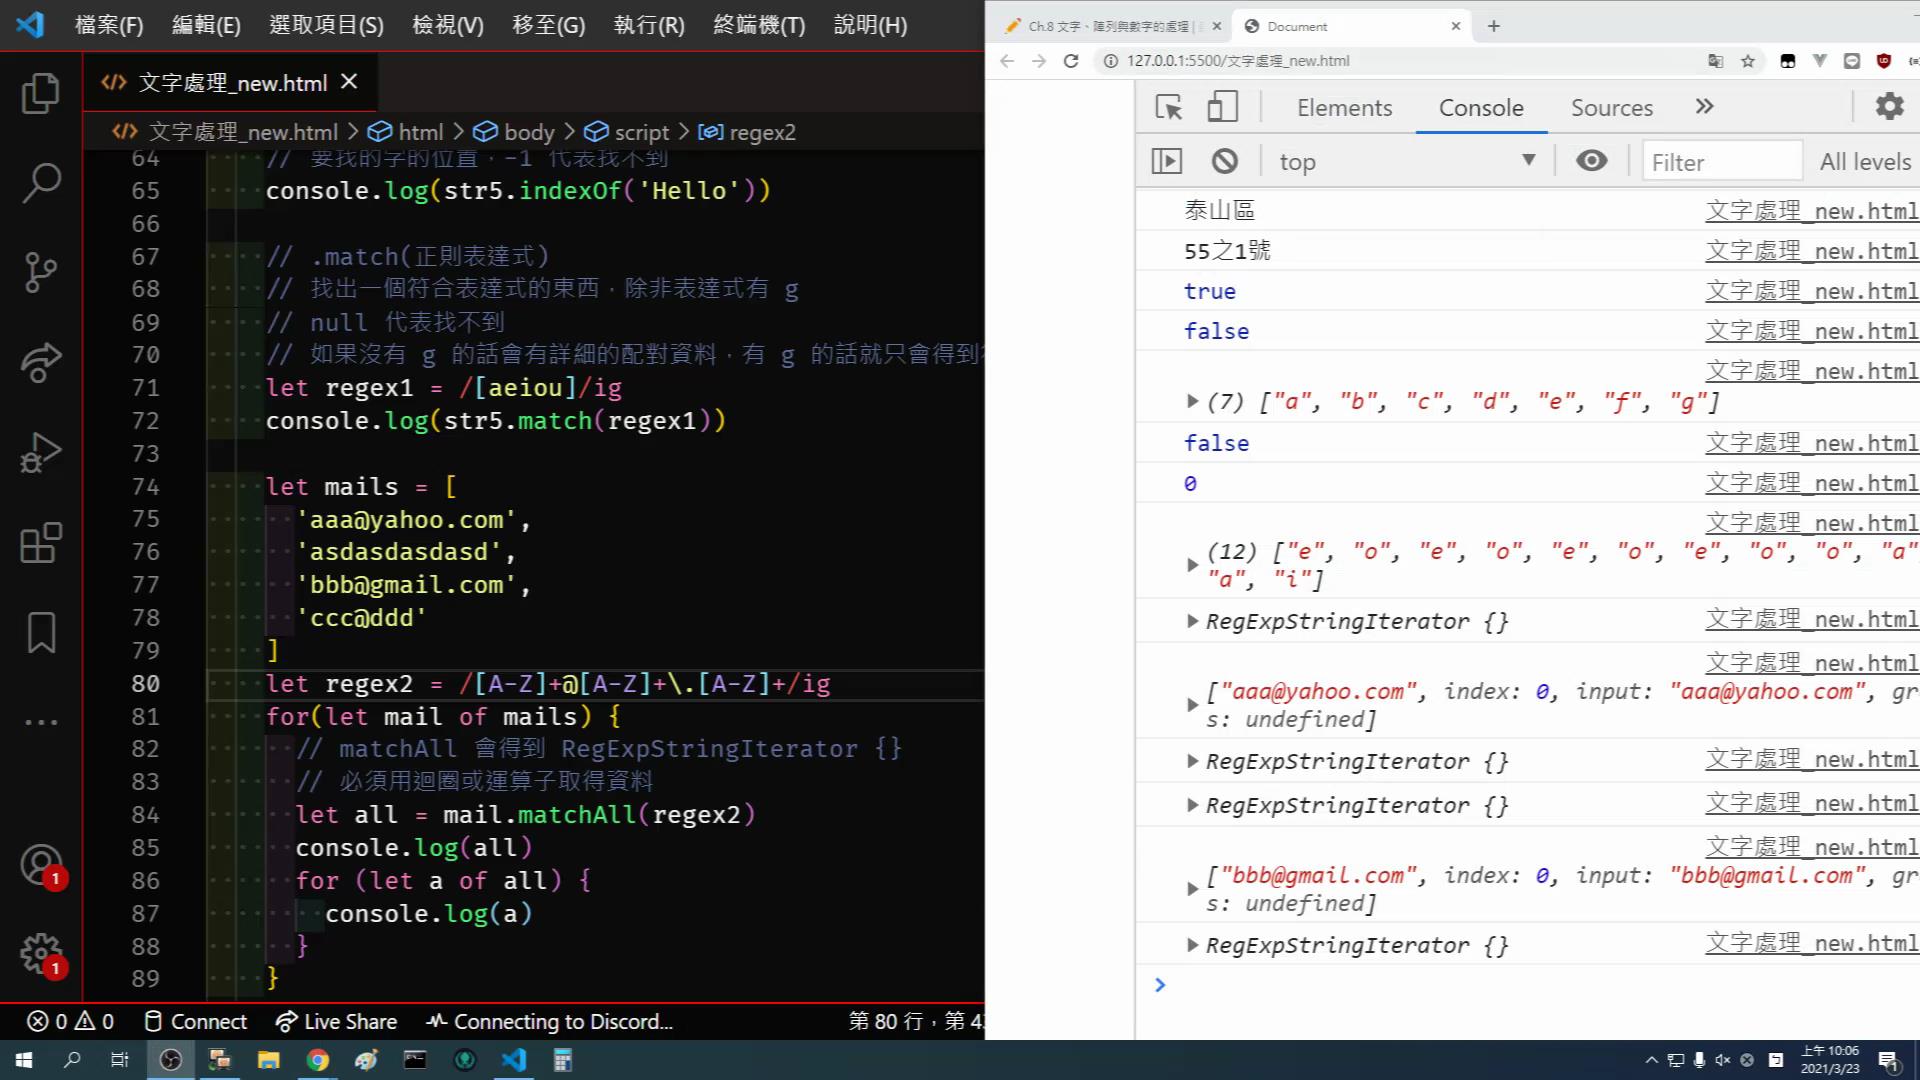 檔案(F) 編輯(E) 選取項目(S) 檢視(V) 移至(G) 執行(R) 終端機(T) 說明(H)
文字處理_new.html
文字處理_new.html > html > body > script > regex2
64 // 要找的字的位置，-1 代表找不到
65 console.log(str5.indexOf('Hello'))
66
67 // .match(正則表達式)
68 // 找出一個符合表達式的東西，除非表達式有 g
69 // null 代表找不到
70 // 如果沒有 g 的話會有詳細的配對資料，有 g 的話就只會得到
71 let regex1 = /[aeiou]/ig
72 console.log(str5.match(regex1))
73
74 let mails = [
75 'aaa@yahoo.com',
76 'asdasdasdasd',
77 'bbb@gmail.com',
78 'ccc@ddd'
79 ]
80 let regex2 = /[A-Z]+@[A-Z]+\.[A-Z]+/ig
81 for(let mail of mails) {
82 // matchAll 會得到 RegExpStringIterator {}
83 // 必須用迴圈或運算子取得資料
84 let all = mail.matchAll(regex2)
85 console.log(all)
86 for (let a of all) {
87 console.log(a)
88 }
89 }
0 0 Connect Live Share Connecting to Discord... 第 80 行，第 4
1
1
Ch.8 文字、陣列與數字的處理 |
Document
127.0.0.1:5500/文字處理_new.html
Elements Console Sources
top Filter All levels
泰山區 文字處理_new.html
55之1號 文字處理_new.html
true 文字處理_new.html
false 文字處理_new.html
文字處理_new.html
(7) ["a", "b", "c", "d", "e", "f", "g"]
false 文字處理_new.html
0 文字處理_new.html
文字處理_new.html
(12) ["e", "o", "e", "o", "e", "o", "e", "o", "o", "a"
"a", "i"]
RegExpStringIterator {} 文字處理_new.html
文字處理_new.html
["aaa@yahoo.com", index: 0, input: "aaa@yahoo.com", gr
s: undefined]
RegExpStringIterator {} 文字處理_new.html
RegExpStringIterator {} 文字處理_new.html
文字處理_new.html
["bbb@gmail.com", index: 0, input: "bbb@gmail.com", gr
s: undefined]
RegExpStringIterator {} 文字處理_new.html
上午 10:06
2021/3/23
1